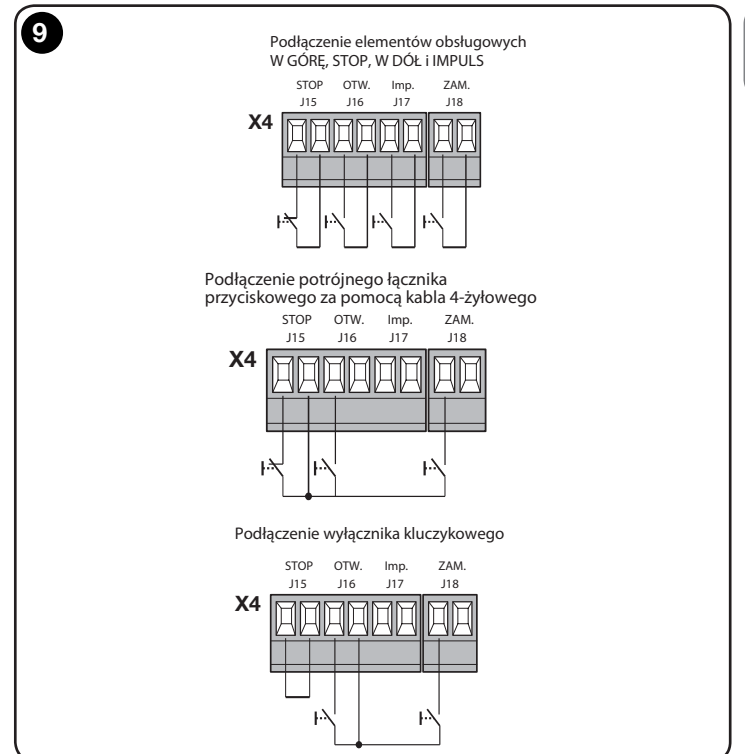 9
Podłączenie elementów obsługowych
W GÓRĘ, STOP, W DÓŁ i IMPULS
STOP OTW. Imp. ZAM.
J15 J16 J17 J18
X4
Podłączenie potrójnego łącznika
przyciskowego za pomocą kabla 4-żyłowego
STOP OTW. Imp. ZAM.
J15 J16 J17 J18
X4
Podłączenie wyłącznika kluczykowego
STOP OTW. Imp. ZAM.
J15 J16 J17 J18
X4